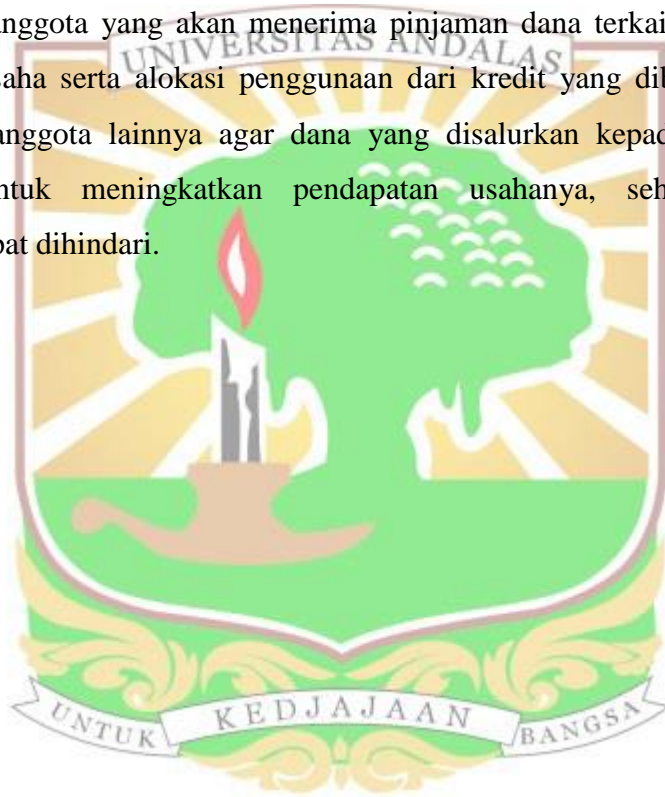 anggota yang akan menerima pinjaman dana terkai
UNIVERSITAS ANDALAS
saha serta alokasi penggunaan dari kredit yang dib
anggota lainnya agar dana yang disalurkan kepad
ntuk meningkatkan pendapatan usahanya, seh
pat dihindari.
UNTUK KEDJAJAAN BANGSA